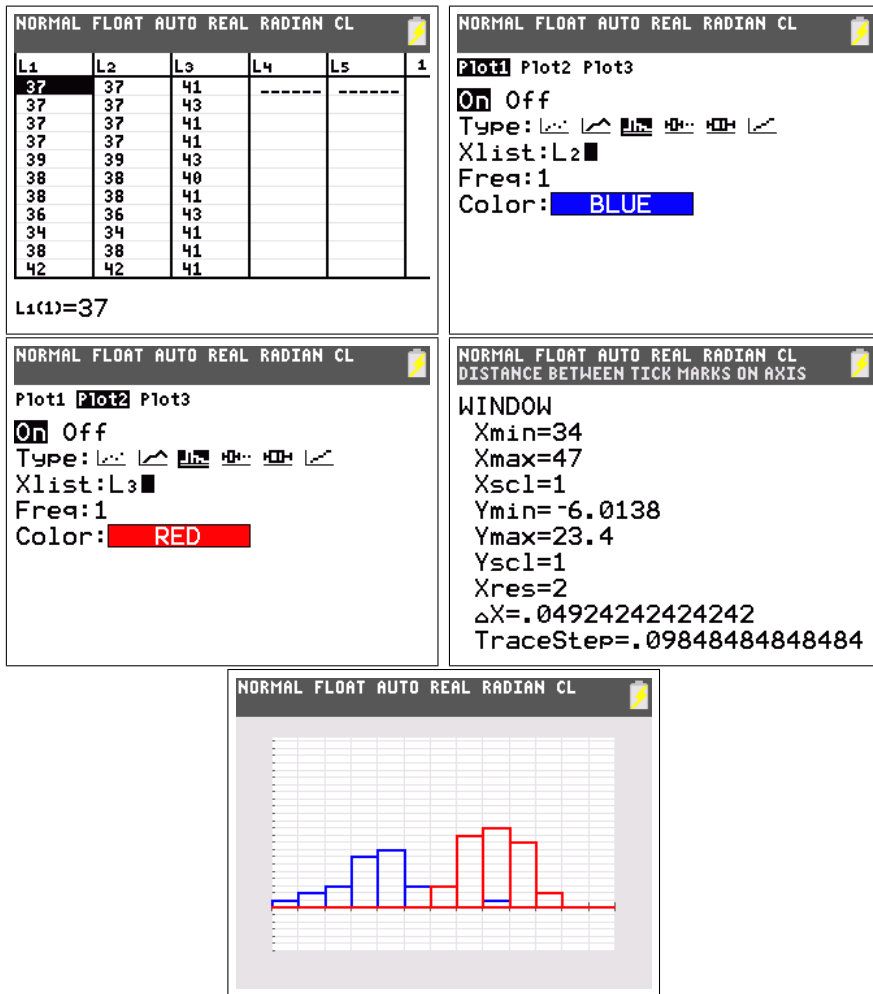 NORMAL FLOAT AUTO REAL RADIAN CL
L1 L2 L3 L4 L5 1
37 37 41 ------ ------
37 37 43
37 37 41
37 37 41
39 39 43
38 38 40
38 38 41
36 36 43
34 34 41
38 38 41
42 42 41
L1(1)=37
NORMAL FLOAT AUTO REAL RADIAN CL
Plot1 Plot2 Plot3
On Off
Type:
Xlist:L2
Freq:1
Color: BLUE
NORMAL FLOAT AUTO REAL RADIAN CL
Plot1 Plot2 Plot3
On Off
Type:
Xlist:L3
Freq:1
Color: RED
NORMAL FLOAT AUTO REAL RADIAN CL
DISTANCE BETWEEN TICK MARKS ON AXIS
WINDOW
Xmin=34
Xmax=47
Xscl=1
Ymin=-6.0138
Ymax=23.4
Yscl=1
Xres=2
△X=.04924242424242
TraceStep=.09848484848484
NORMAL FLOAT AUTO REAL RADIAN CL